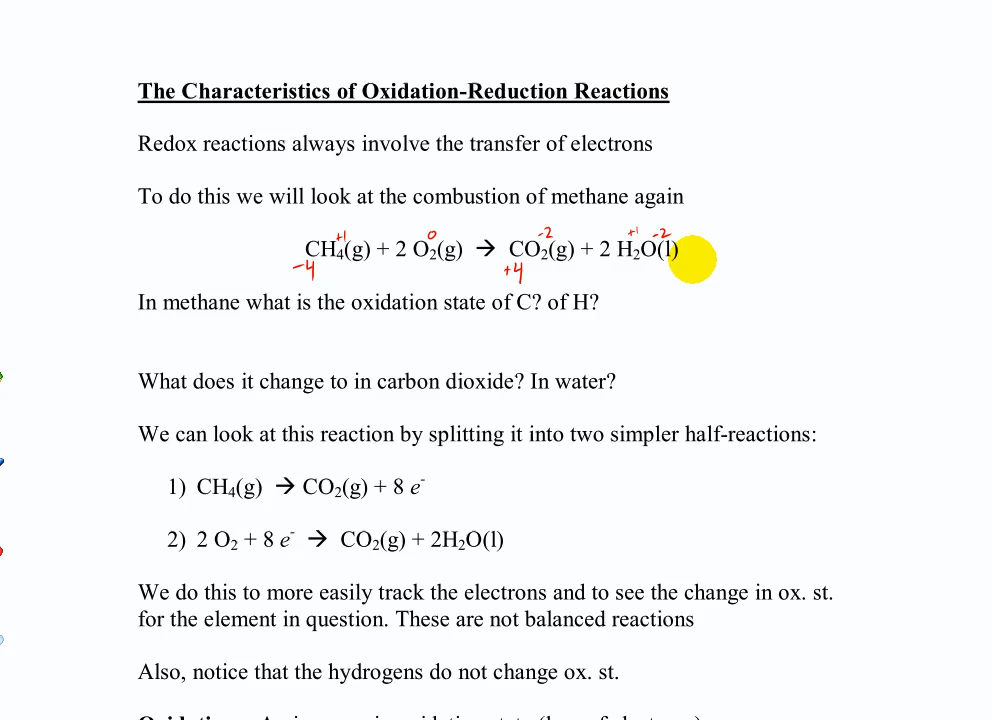 The Characteristics of Oxidation-Reduction Reactions
Redox reactions always involve the transfer of electrons
To do this we will look at the combustion of methane again
+1 0 -2 +1 -2
CH₄(g) + 2 O₂(g) → CO₂(g) + 2 H₂O(l)
-4 +4
In methane what is the oxidation state of C? of H?
What does it change to in carbon dioxide? In water?
We can look at this reaction by splitting it into two simpler half-reactions:
1) CH₄(g) → CO₂(g) + 8 e⁻
2) 2 O₂ + 8 e⁻ → CO₂(g) + 2H₂O(l)
We do this to more easily track the electrons and to see the change in ox. st.
for the element in question. These are not balanced reactions
Also, notice that the hydrogens do not change ox. st.